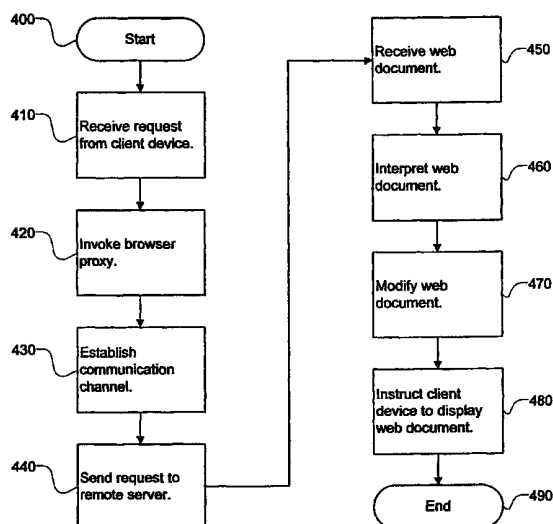 400
Start
410
Receive request
from client device.
420
Invoke browser
proxy.
430
Establish
communication
channel.
440
Send request to
remote server.
Receive web
document.
450
Interpret web
document.
460
Modify web
document.
470
Instruct client
device to display
web document.
480
End
490